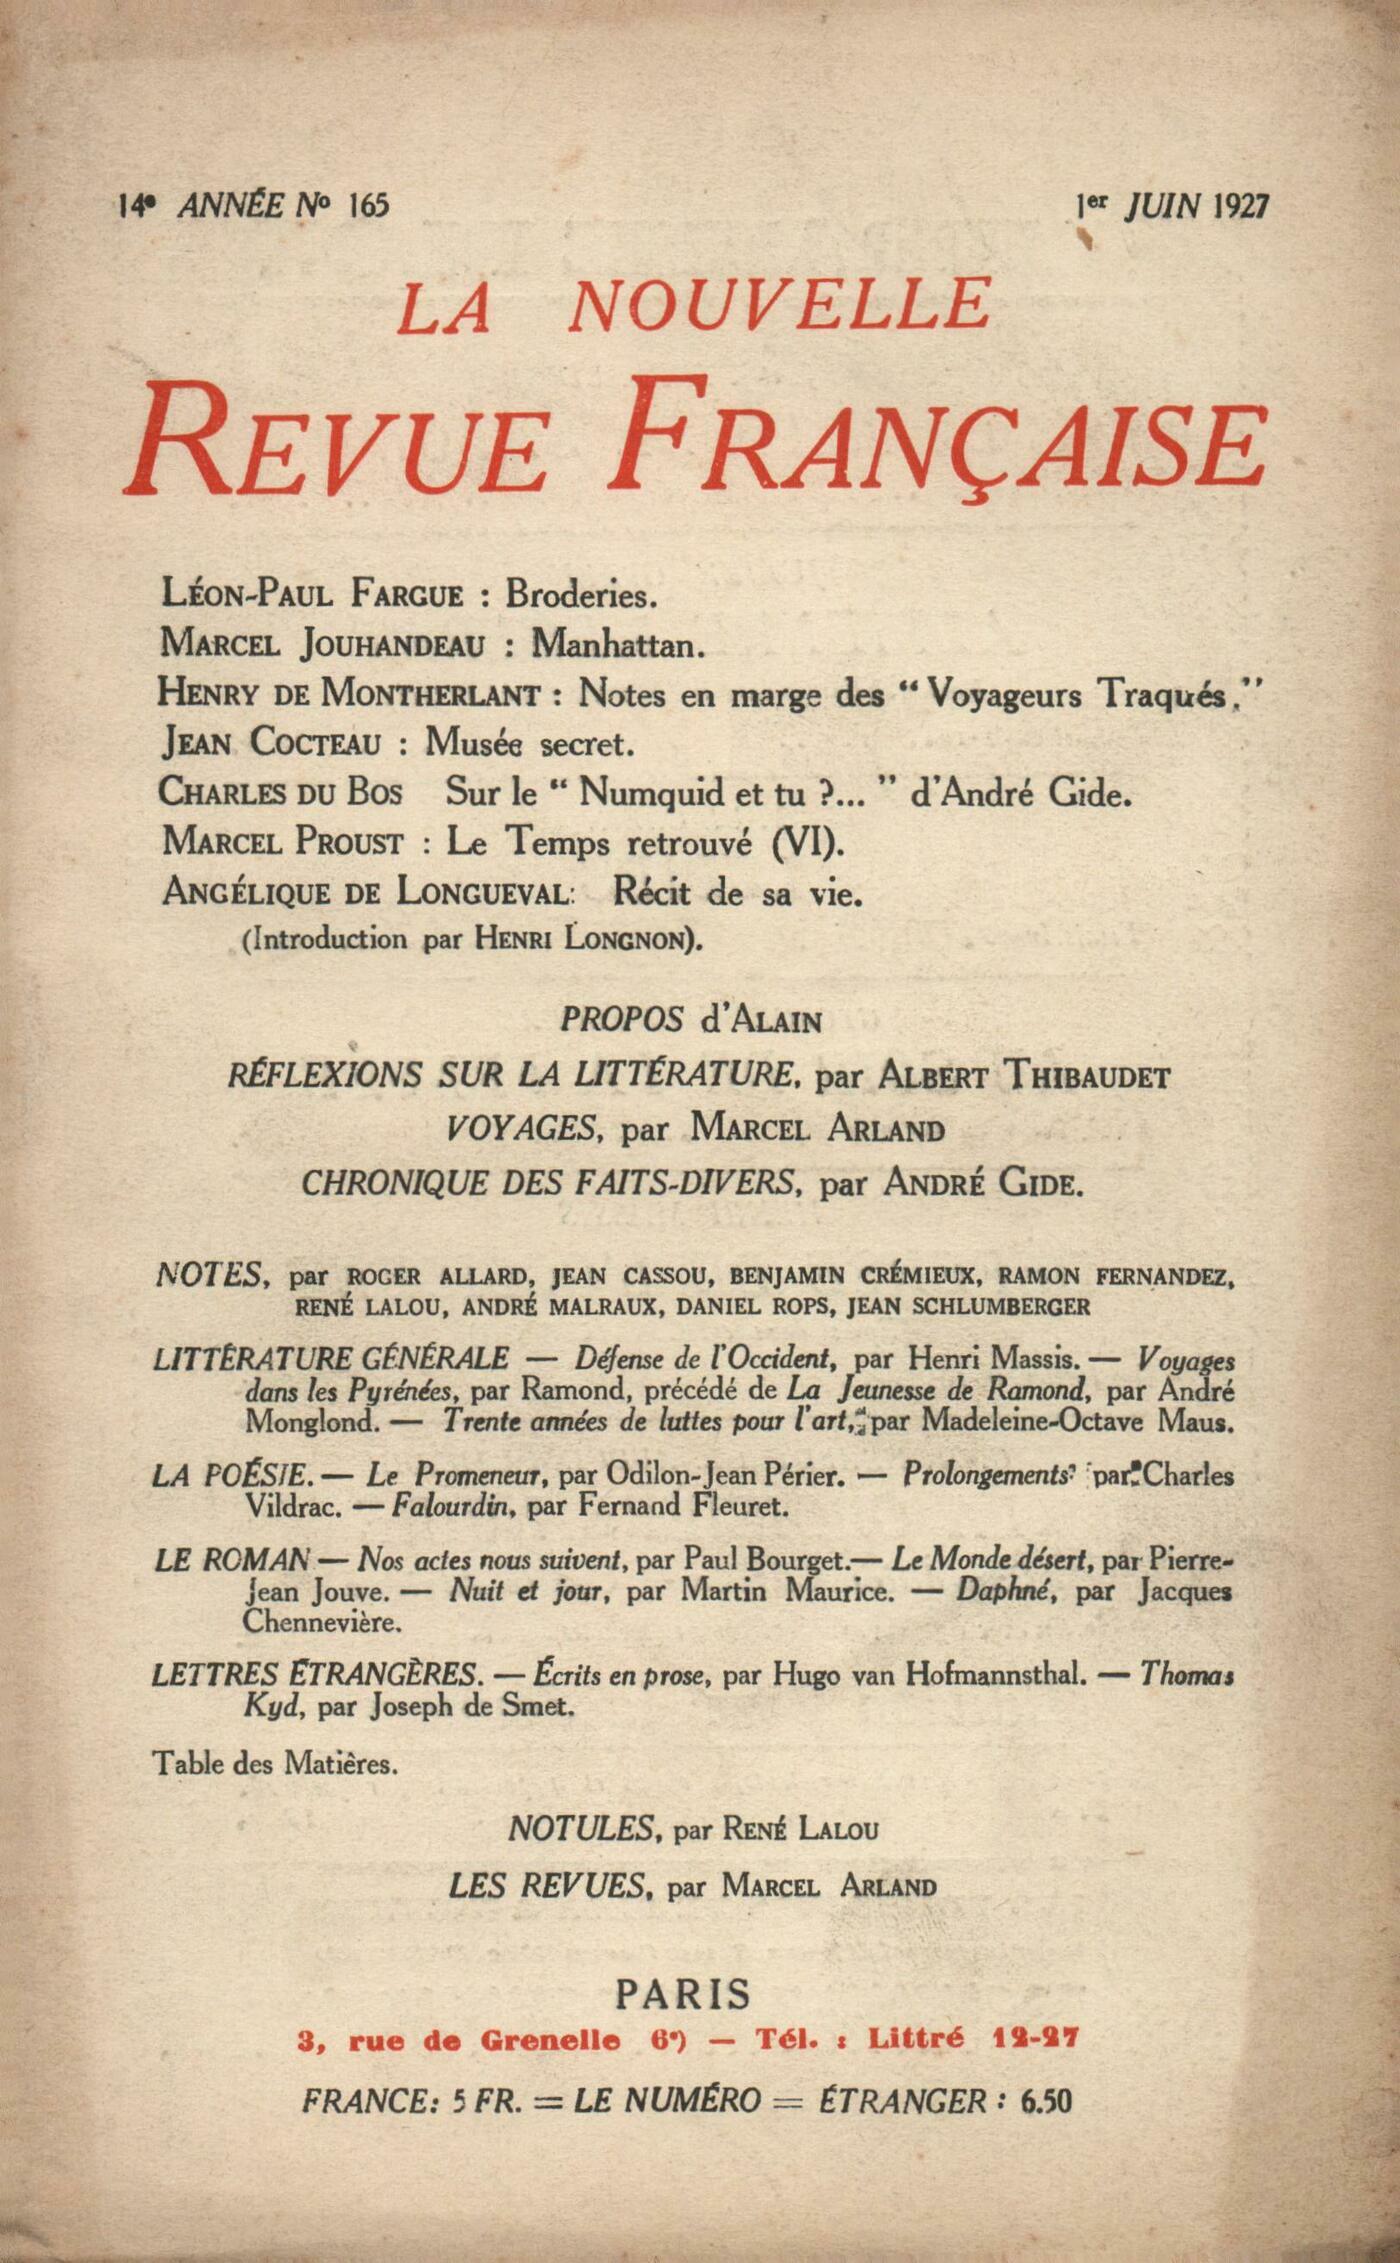 14e ANNÉE No 165
1er JUIN 1927
LA NOUVELLE
REVUE FRANÇAISE
LÉON-PAUL FARGUE : Broderies.
MARCEL JOUHANDEAU : Manhattan.
HENRY DE MONTHERLANT : Notes en marge des “ Voyageurs Traqués.”
JEAN COCTEAU : Musée secret.
CHARLES DU BOS Sur le “ Numquid et tu ?... ” d'André Gide.
MARCEL PROUST : Le Temps retrouvé (VI).
ANGÉLIQUE DE LONGUEVAL: Récit de sa vie.
(Introduction par HENRI LONGNON).
PROPOS d'ALAIN
RÉFLEXIONS SUR LA LITTÉRATURE, par ALBERT THIBAUDET
VOYAGES, par MARCEL ARLAND
CHRONIQUE DES FAITS-DIVERS, par ANDRÉ GIDE.
NOTES, par ROGER ALLARD, JEAN CASSOU, BENJAMIN CRÉMIEUX, RAMON FERNANDEZ,
RENÉ LALOU, ANDRÉ MALRAUX, DANIEL ROPS, JEAN SCHLUMBERGER
LITTÉRATURE GÉNÉRALE — Défense de l'Occident, par Henri Massis. — Voyages
dans les Pyrénées, par Ramond, précédé de La Jeunesse de Ramond, par André
Monglond. — Trente années de luttes pour l'art, par Madeleine-Octave Maus.
LA POÉSIE. — Le Promeneur, par Odilon-Jean Périer. — Prolongements par Charles
Vildrac. — Falourdin, par Fernand Fleuret.
LE ROMAN — Nos actes nous suivent, par Paul Bourget. — Le Monde désert, par Pierre-
Jean Jouve. — Nuit et jour, par Martin Maurice. — Daphné, par Jacques
Chennevière.
LETTRES ÉTRANGÈRES. — Écrits en prose, par Hugo van Hofmannsthal. — Thomas
Kyd, par Joseph de Smet.
Table des Matières.
NOTULES, par RENÉ LALOU
LES REVUES, par MARCEL ARLAND
PARIS
3, rue de Grenelle 6e) — Tél. : Littré 12-27
FRANCE: 5 FR. = LE NUMÉRO = ÉTRANGER : 6.50